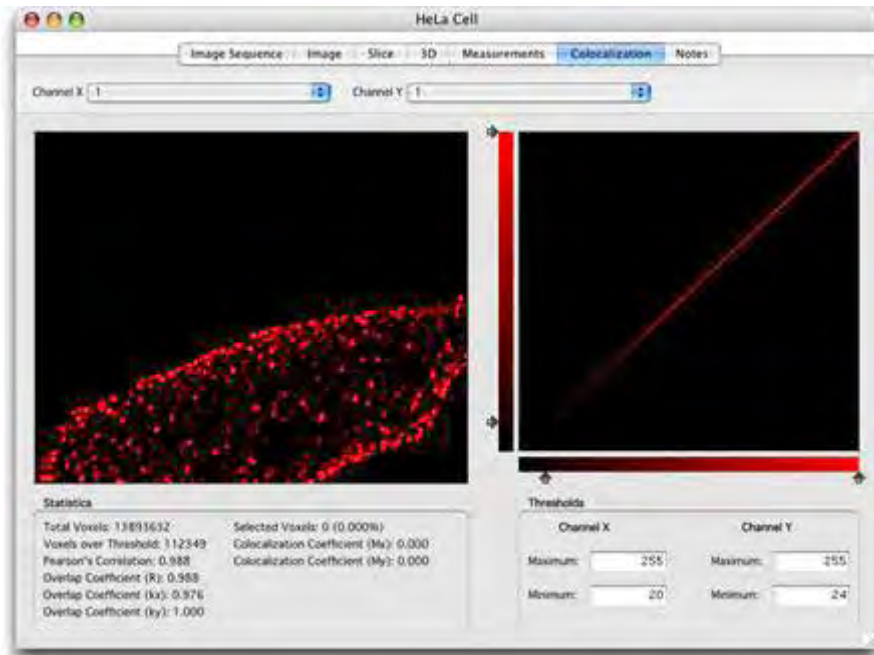 HeLa Cell
Image Sequence Image Slice 3D Measurements Colocalization Notes
Channel X 1 Channel Y 1
Statistics
Total Voxels: 13893632
Voxels over Threshold: 112349
Pearson's Correlation: 0.988
Overlap Coefficient (R): 0.988
Overlap Coefficient (kx): 0.976
Overlap Coefficient (ky): 1.000
Selected Voxels: 0 (0.000%)
Colocalization Coefficient (Mx): 0.000
Colocalization Coefficient (My): 0.000
Thresholds
Channel X Channel Y
Maximum: 255 Maximum: 255
Minimum: 20 Minimum: 24